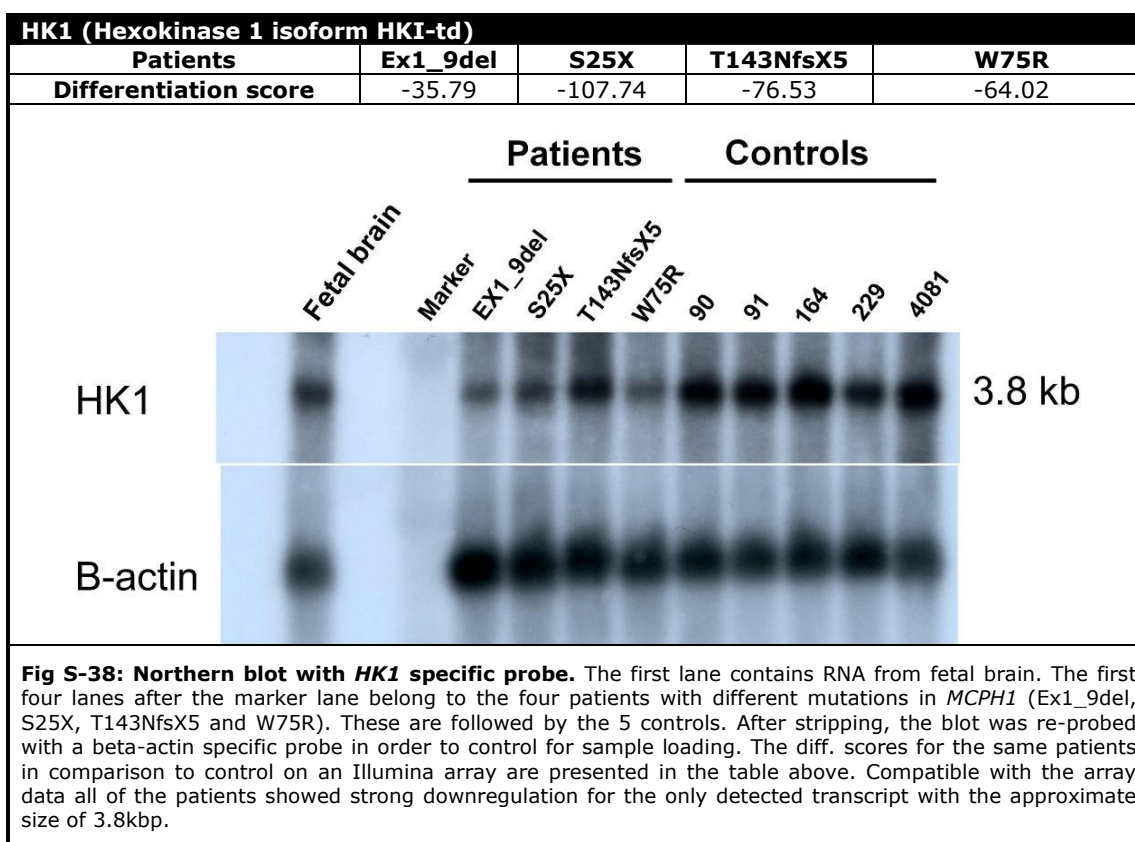 HK1 (Hexokinase 1 isoform HKI-td)
Patients Ex1_9del S25X T143NfsX5 W75R
Differentiation score -35.79 -107.74 -76.53 -64.02
Patients Controls
Fetal brain Marker EX1_9del S25X T143NfsX5 W75R 90 91 164 229 4081
HK1 3.8 kb
B-actin
Fig S-38: Northern blot with HK1 specific probe. The first lane contains RNA from fetal brain. The first
four lanes after the marker lane belong to the four patients with different mutations in MCPH1 (Ex1_9del,
S25X, T143NfsX5 and W75R). These are followed by the 5 controls. After stripping, the blot was re-probed
with a beta-actin specific probe in order to control for sample loading. The diff. scores for the same patients
in comparison to control on an Illumina array are presented in the table above. Compatible with the array
data all of the patients showed strong downregulation for the only detected transcript with the approximate
size of 3.8kbp.